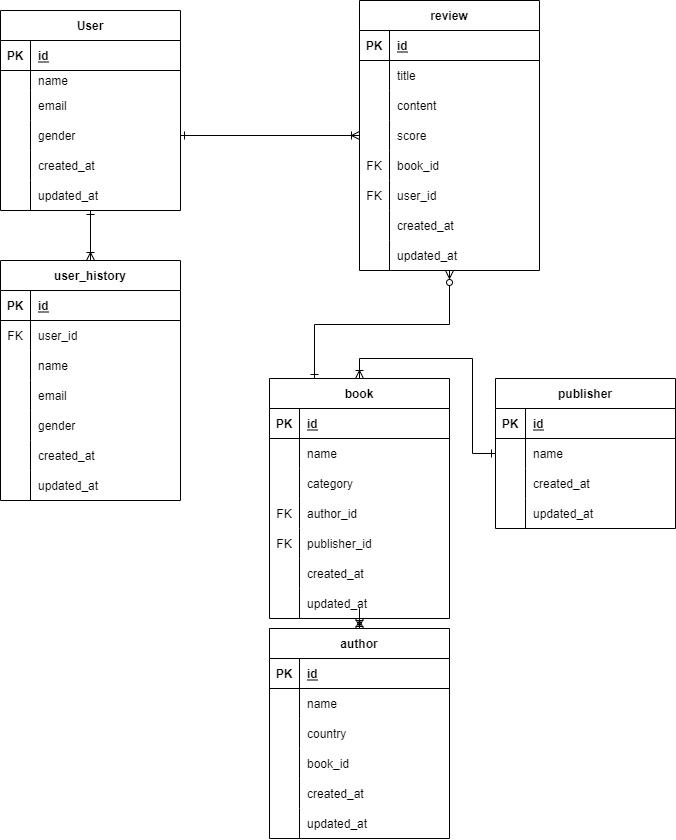 User
PK id
name
email
gender
created_at
updated_at
review
PK id
title
content
score
FK book_id
FK user_id
created_at
updated_at
user_history
PK id
FK user_id
name
email
gender
created_at
updated_at
book
PK id
name
category
FK author_id
FK publisher_id
created_at
updated_at
publisher
PK id
name
created_at
updated_at
author
PK id
name
country
book_id
created_at
updated_at